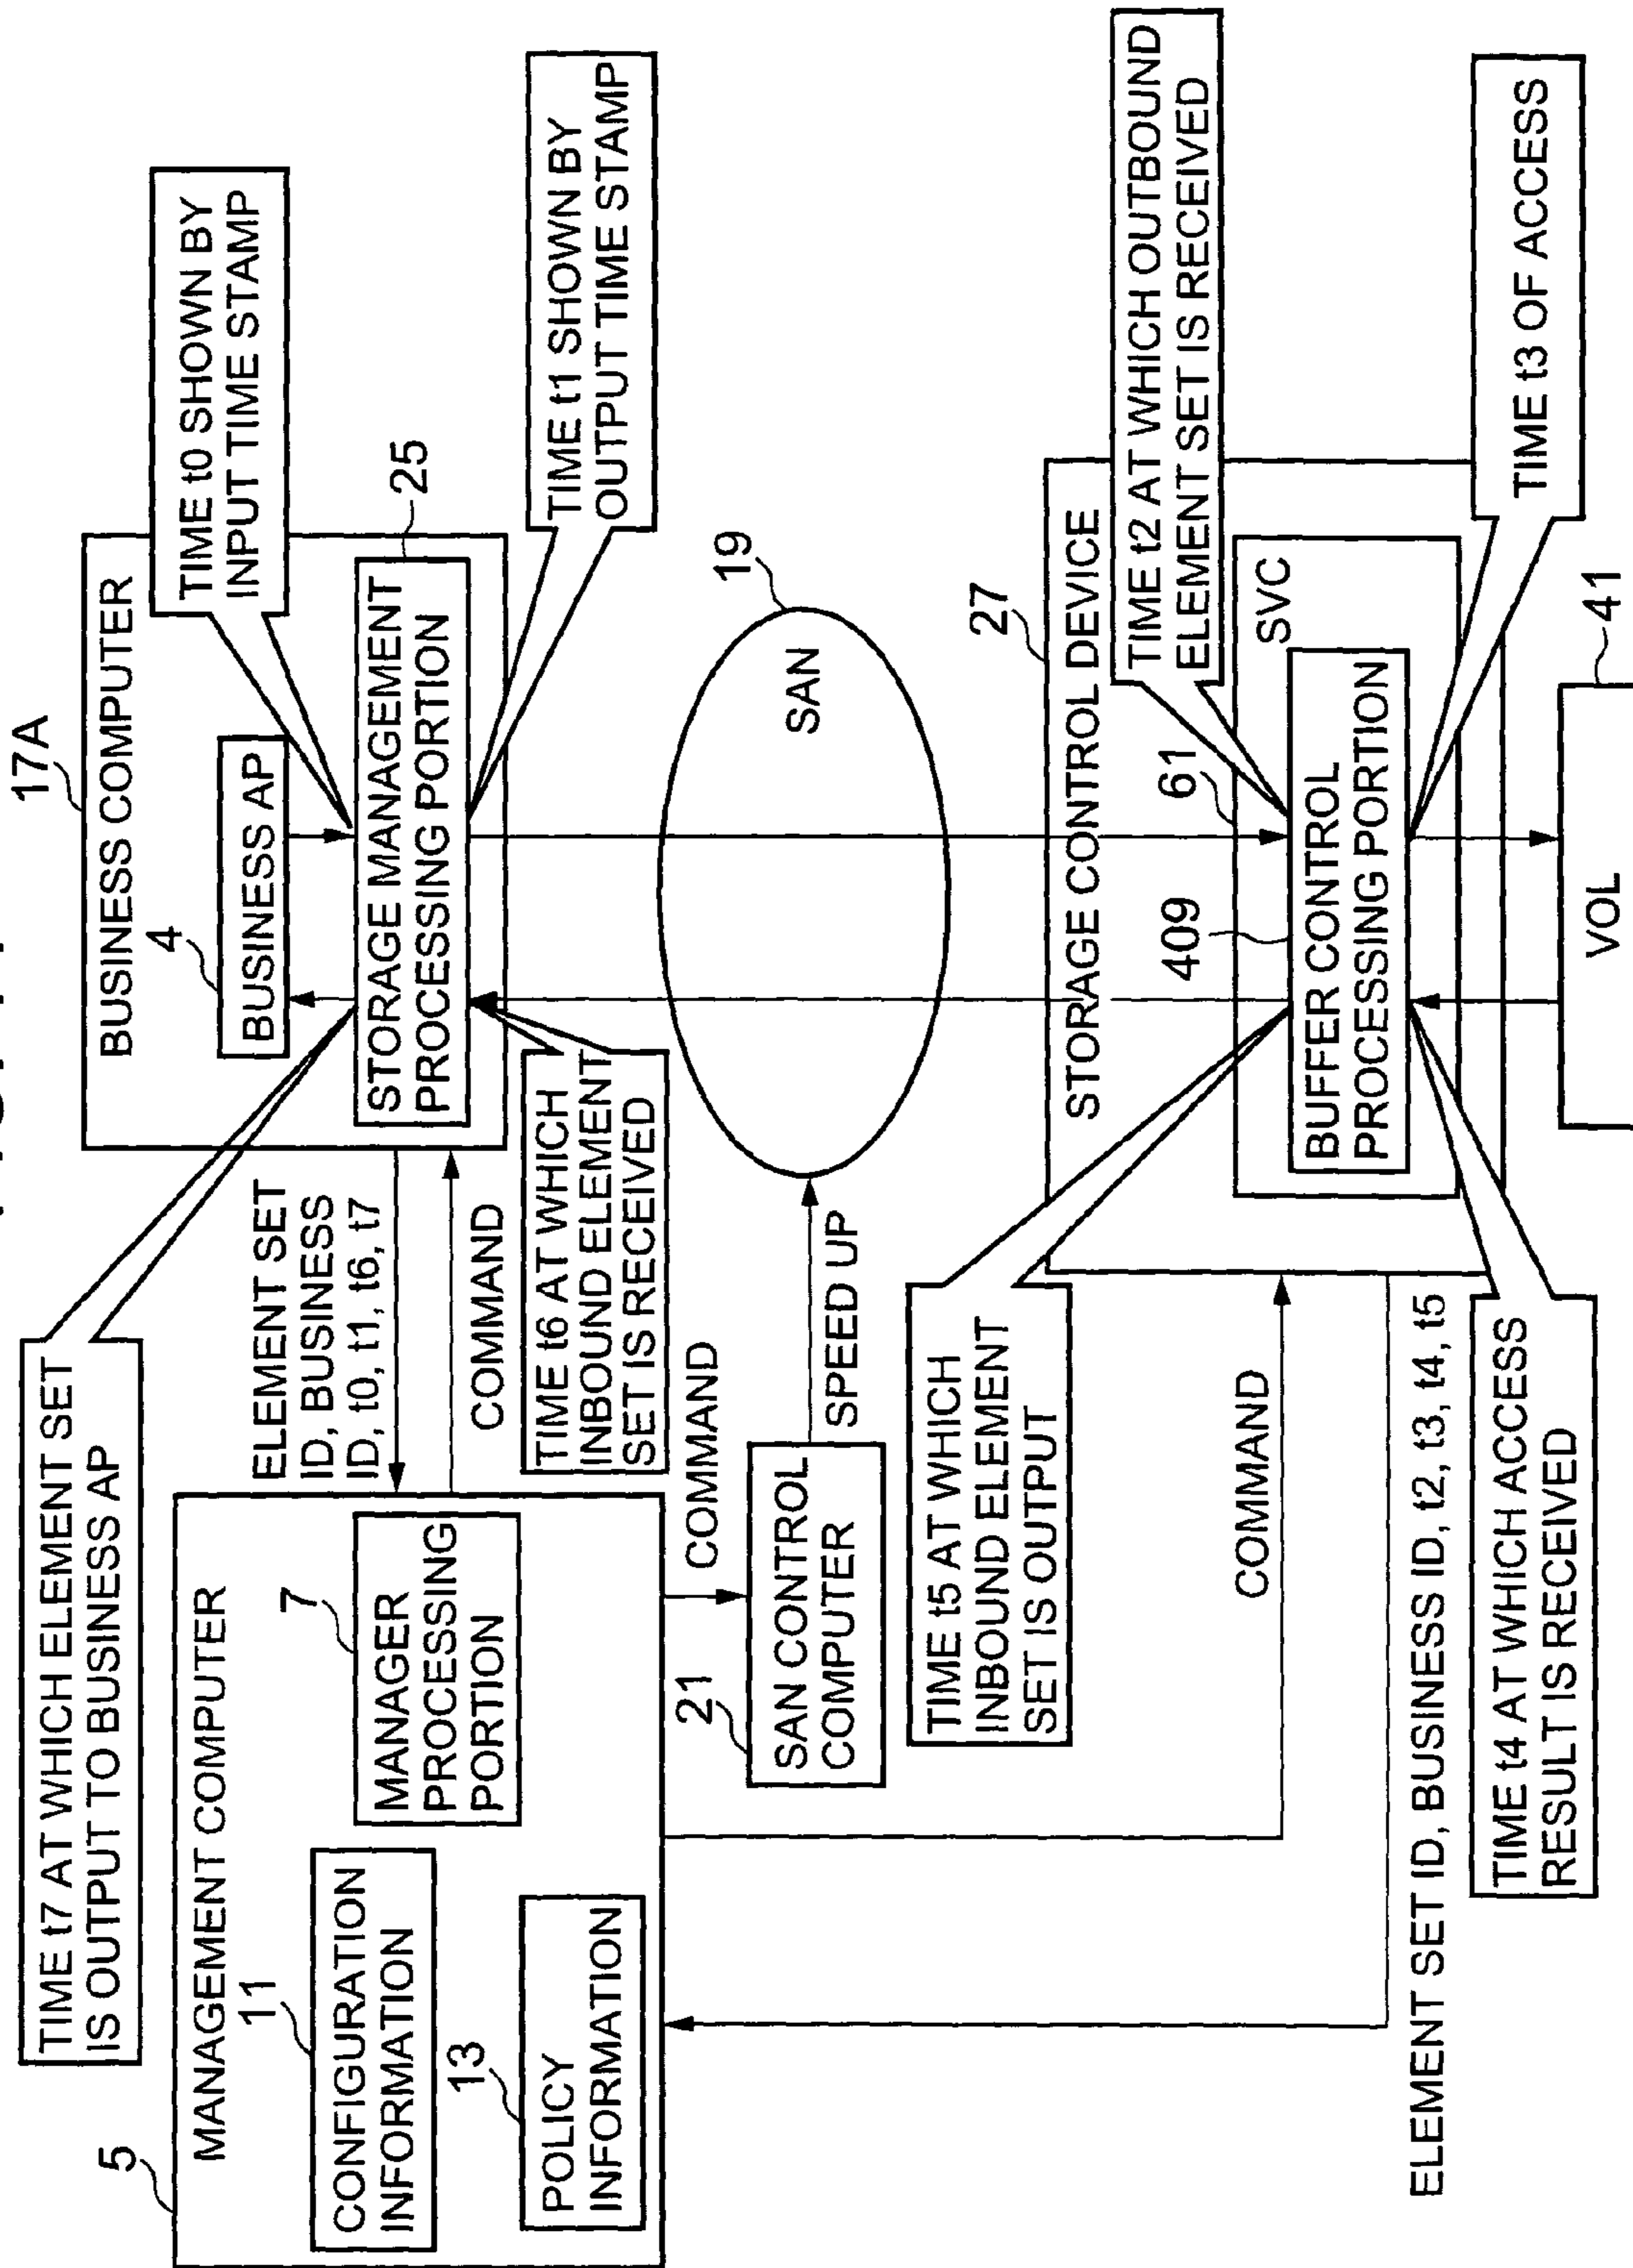 17A
BUSINESS COMPUTER
4
BUSINESS AP
TIME t0 SHOWN BY
INPUT TIME STAMP
25
STORAGE MANAGEMENT
PROCESSING PORTION
TIME t1 SHOWN BY
OUTPUT TIME STAMP
TIME t7 AT WHICH ELEMENT SET
IS OUTPUT TO BUSINESS AP
5
MANAGEMENT COMPUTER
11
CONFIGURATION
INFORMATION
7
MANAGER
PROCESSING
PORTION
13
POLICY
INFORMATION
ELEMENT SET
ID, BUSINESS
ID, t0, t1, t6, t7
COMMAND
TIME t6 AT WHICH
INBOUND ELEMENT
SET IS RECEIVED
COMMAND
21
SAN CONTROL
COMPUTER
SPEED UP
19
SAN
TIME t5 AT WHICH
INBOUND ELEMENT
SET IS OUTPUT
27
STORAGE CONTROL DEVICE
TIME t2 AT WHICH OUTBOUND
ELEMENT SET IS RECEIVED
61
SVC
409
BUFFER CONTROL
PROCESSING PORTION
COMMAND
TIME t3 OF ACCESS
ELEMENT SET ID, BUSINESS ID, t2, t3, t4, t5
TIME t4 AT WHICH ACCESS
RESULT IS RECEIVED
41
VOL